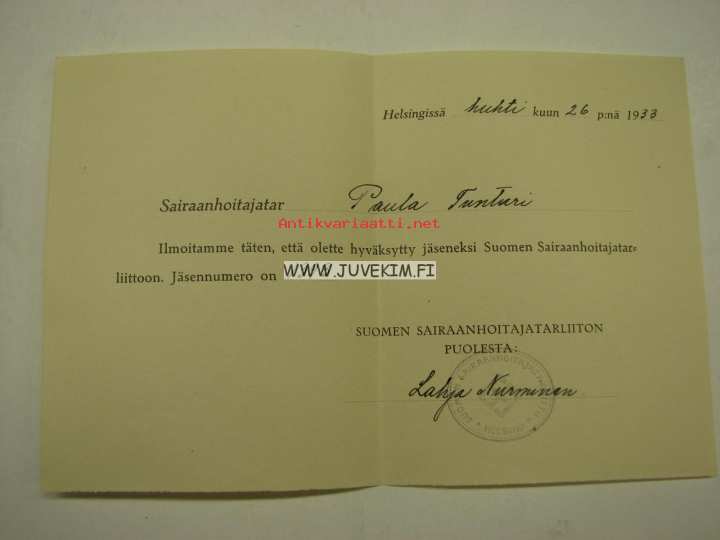 Helsingissä huhti kuun 26 p:nä 1933
Sairaanhoitajatar Paula Tunturi
Antikvariaatti.net
Ilmoitamme täten, että olette hyväksytty jäseneksi Suomen Sairaanhoitajatar-
liittoon. Jäsennumero on
WWW.JUVEKIM.FI
SUOMEN SAIRAANHOITAJATARLIITON
PUOLESTA:
Lahja Nurminen